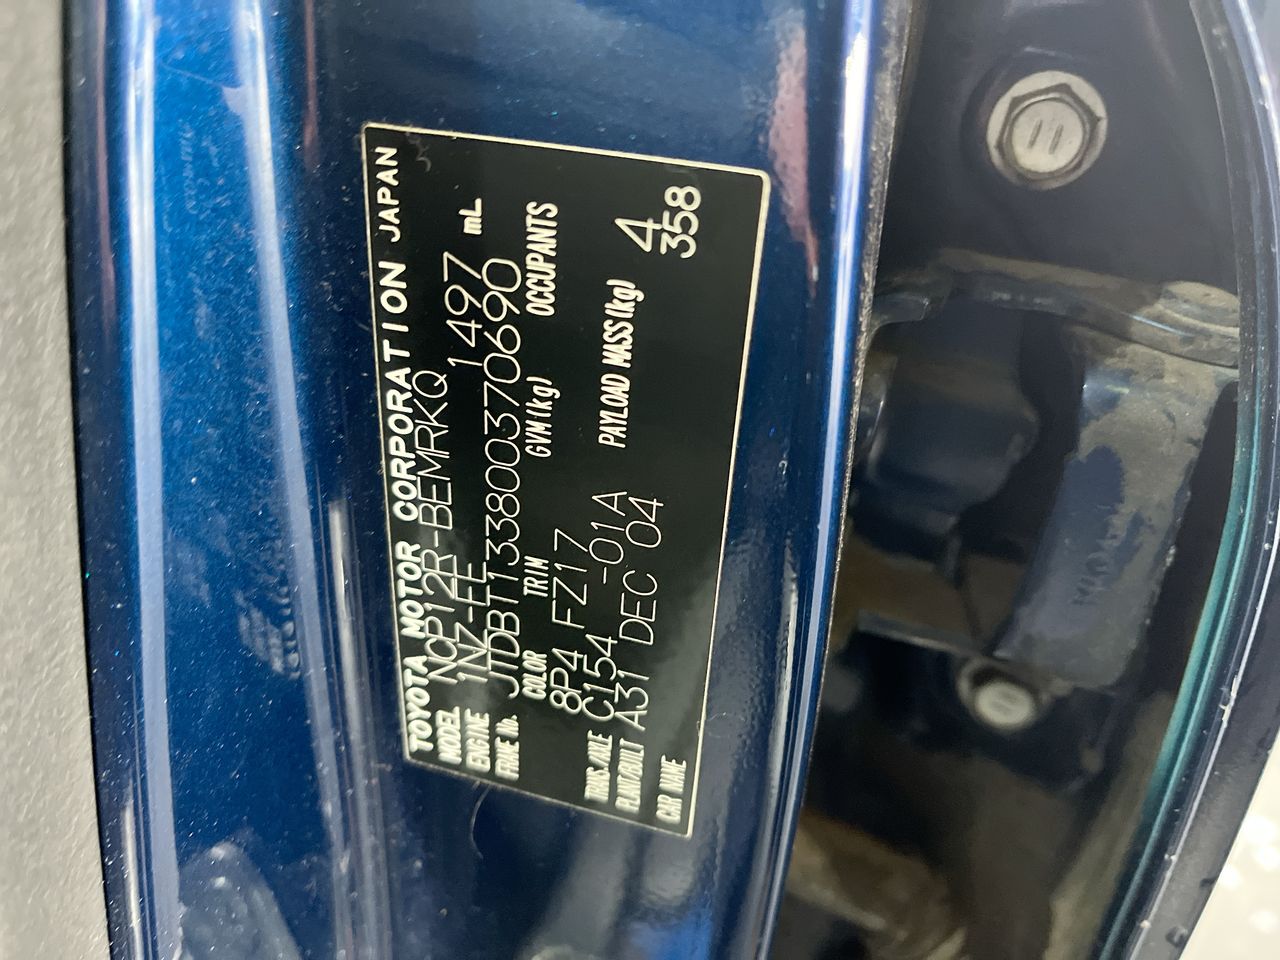 TOYOTA MOTOR CORPORATION JAPAN
MODEL NCP12R-BEMRKQ
ENGINE 1NZ-FE 1497 mL
FRAME No. JTDBT133800370690
COLOR TRIM GVM(kg) OCCUPANTS
8P4 FZ17 4
TRANS./AXLE C154 -01A PAYLOAD MASS(kg) 358
PLANT/BUILT A31 DEC 04
CAR NAME